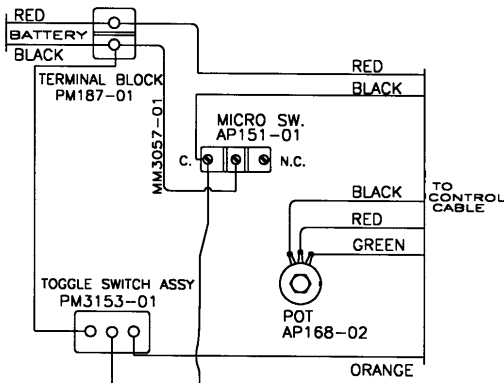 RED
BATTERY
BLACK
TERMINAL BLOCK
PM187-01
MM3057-01
RED
BLACK
MICRO SW.
AP151-01
C.
N.C.
BLACK
RED
GREEN
TO
CONTROL
CABLE
TOGGLE SWITCH ASSY
PM3153-01
POT
AP168-02
ORANGE